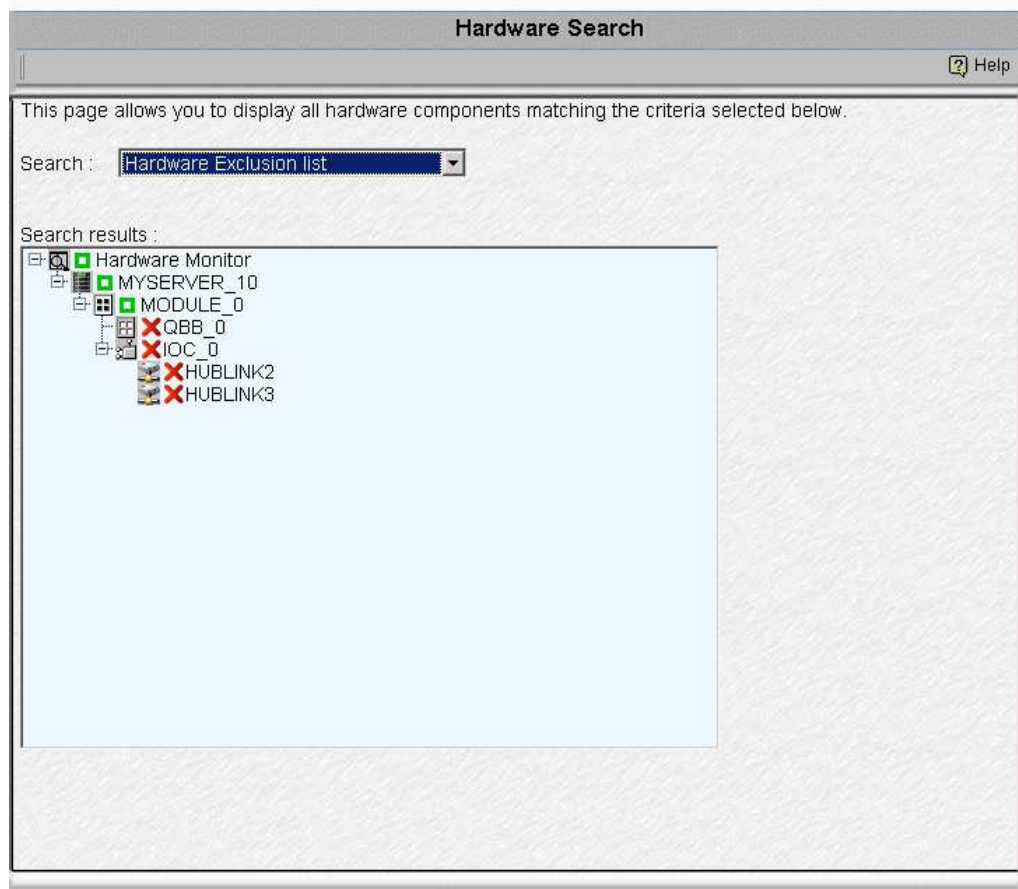 Hardware Search
Help
This page allows you to display all hardware components matching the criteria selected below.
Search :
Hardware Exclusion list
Search results :
Hardware Monitor
MYSERVER_10
MODULE_0
QBB_0
IOC_0
HUBLINK2
HUBLINK3